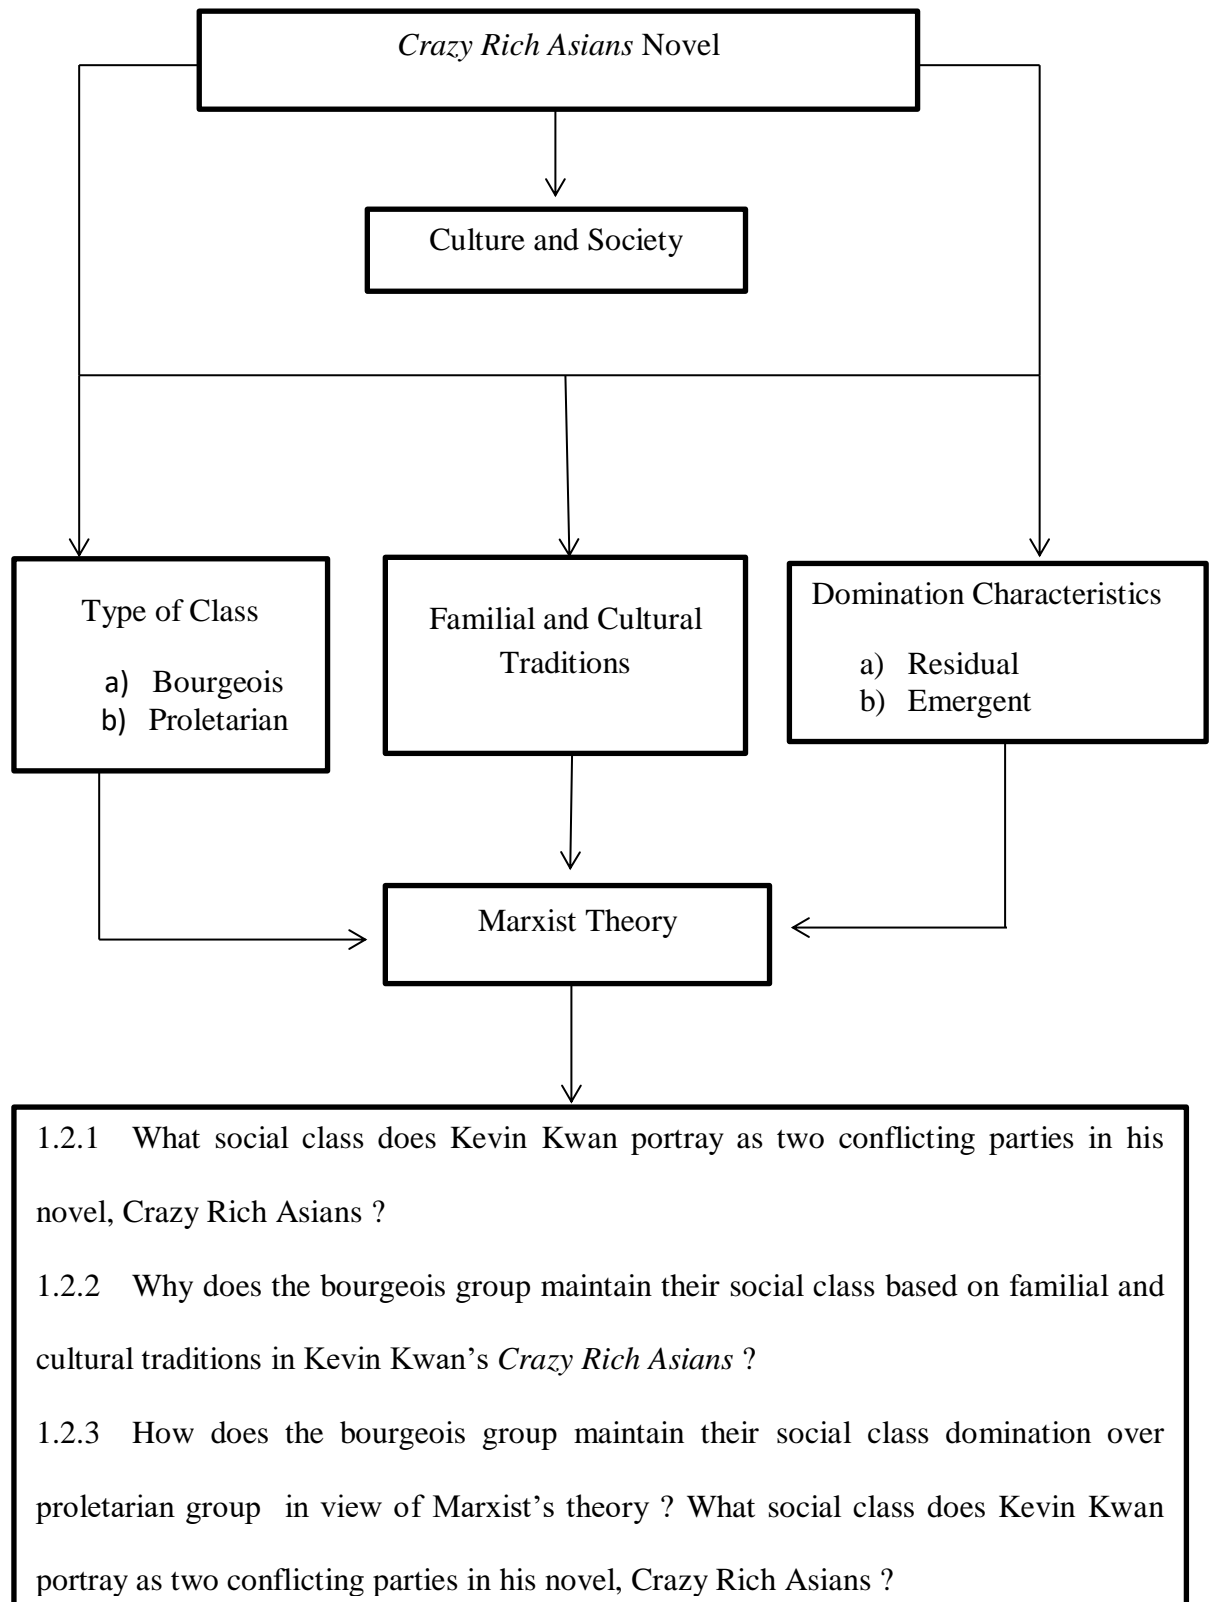 Crazy Rich Asians Novel
Culture and Society
Type of Class
a) Bourgeois
b) Proletarian
Familial and Cultural
Traditions
Domination Characteristics
a) Residual
b) Emergent
Marxist Theory
1.2.1 What social class does Kevin Kwan portray as two conflicting parties in his
novel, Crazy Rich Asians ?
1.2.2 Why does the bourgeois group maintain their social class based on familial and
cultural traditions in Kevin Kwan’s Crazy Rich Asians ?
1.2.3 How does the bourgeois group maintain their social class domination over
proletarian group in view of Marxist’s theory ? What social class does Kevin Kwan
portray as two conflicting parties in his novel, Crazy Rich Asians ?